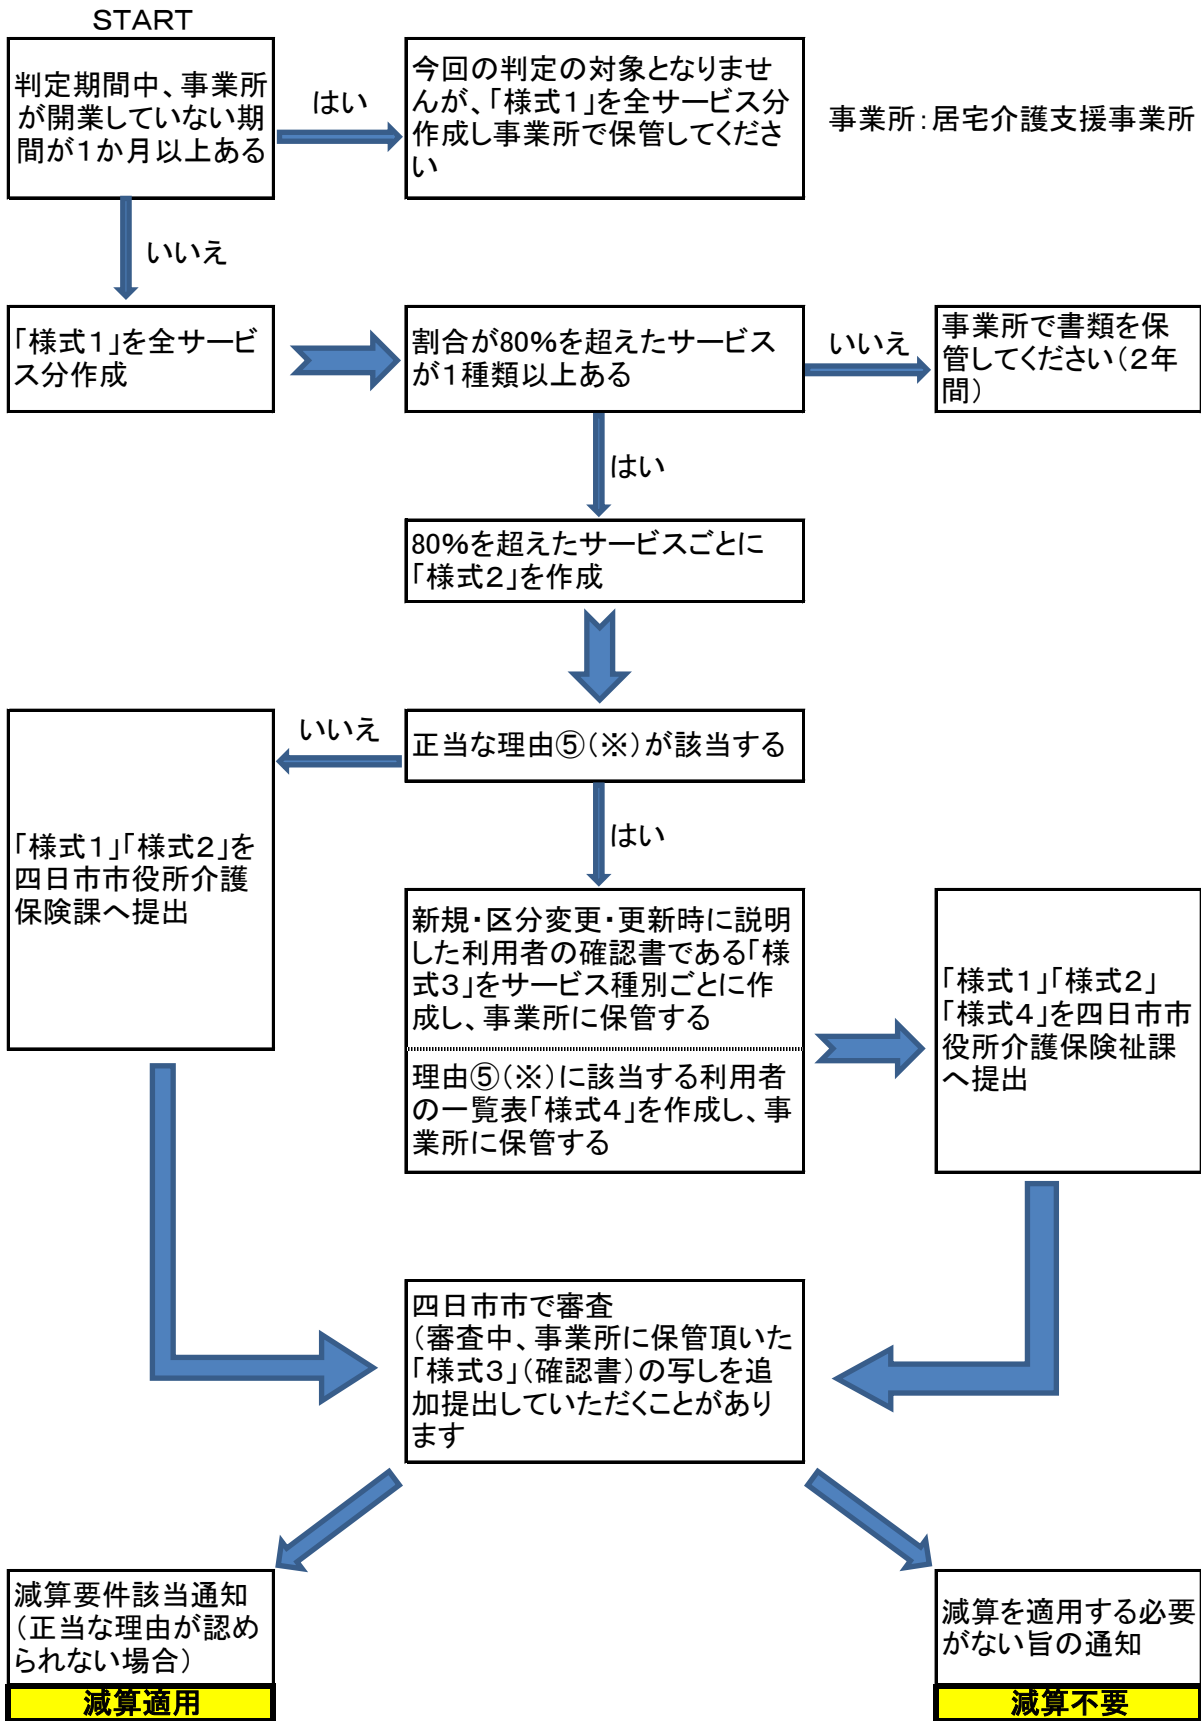 START
判定期間中、事業所
が開業していない期
間が１か月以上ある
はい
今回の判定の対象となりませ
んが、「様式１」を全サービス分
作成し事業所で保管してくださ
い
事業所：居宅介護支援事業所
いいえ
「様式１」を全サービ
ス分作成
割合が80%を超えたサービス
が１種類以上ある
いいえ
事業所で書類を保
管してください（２年
間）
はい
80%を超えたサービスごとに
「様式２」を作成
正当な理由⑤（※）が該当する
いいえ
「様式１」「様式２」を
四日市市役所介護
保険課へ提出
はい
新規・区分変更・更新時に説明
した利用者の確認書である「様
式３」をサービス種別ごとに作
成し、事業所に保管する
理由⑤（※）に該当する利用者
の一覧表「様式４」を作成し、事
業所に保管する
「様式１」「様式２」
「様式４」を四日市市
役所介護保険祉課
へ提出
四日市市で審査
（審査中、事業所に保管頂いた
「様式３」（確認書）の写しを追
加提出していただくことがあり
ます
減算要件該当通知
（正当な理由が認め
られない場合）
減算適用
減算を適用する必要
がない旨の通知
減算不要